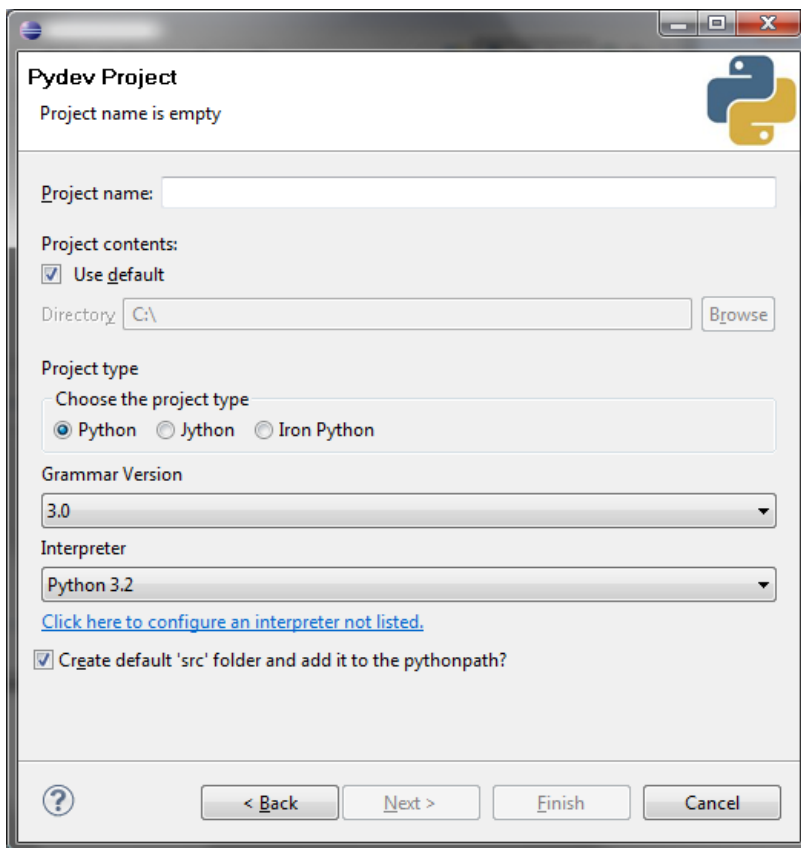 Pydev Project
Project name is empty
Project name:
Project contents:
Use default
Directory C:\ Browse
Project type
Choose the project type
Python Jython Iron Python
Grammar Version
3.0
Interpreter
Python 3.2
Click here to configure an interpreter not listed.
Create default 'src' folder and add it to the pythonpath?
? < Back Next > Finish Cancel